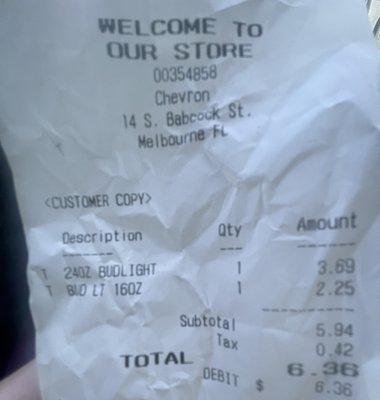 WELCOME TO
OUR STORE
00354858
Chevron
14 S. Babcock St.
Melbourne FL
<CUSTOMER COPY>
Description Qty Amount
T 24OZ BUDLIGHT 1 3.69
T BUD LT 16OZ 1 2.25
Subtotal 5.94
Tax 0.42
TOTAL 6.36
DEBIT $ 6.36